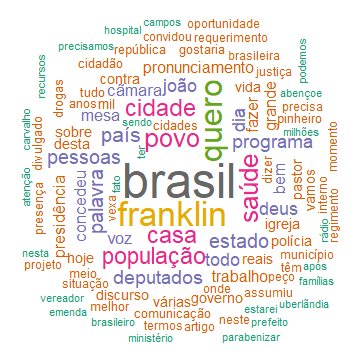 hospital campos oportunidade
precisamos convidou requerimento
república gostaria brasileira podemos
recursos cidadão contra pronunciamento justiça
drogas tudo câmara joão vida abençoe
anos mil sendo quero fazer grande precisa
carvalho mesa cidade dia pinheiro
divulgado sobre cidades programa milhões
desta país povo
atenção pessoas ter saúde dizer pastor momento
presença concedeu palavra brasil bem vamos
presidência fato franklin deus rádio interno regimento
vexa voz casa igreja
nesta hoje estado polícia
projeto meio população todo reais têm município após
situação deputados trabalho peço famílias
vereador discurso várias onde governo assumiu uberlândia
emenda melhor comunicação estarei
brasileiro termos artigo neste prefeito
ministério parabenizar